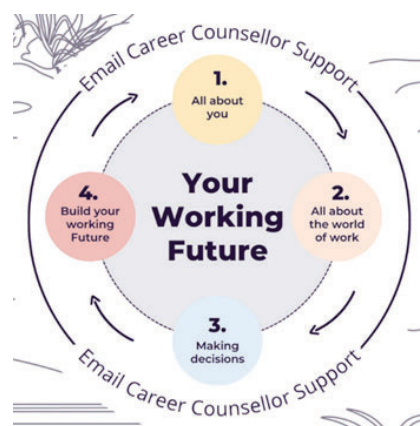 Email Career Counsellor Support
1.
All about
you
2.
All about
the world
of work
3.
Making
decisions
4.
Build your
working
Future
Your
Working
Future
Email Career Counsellor Support